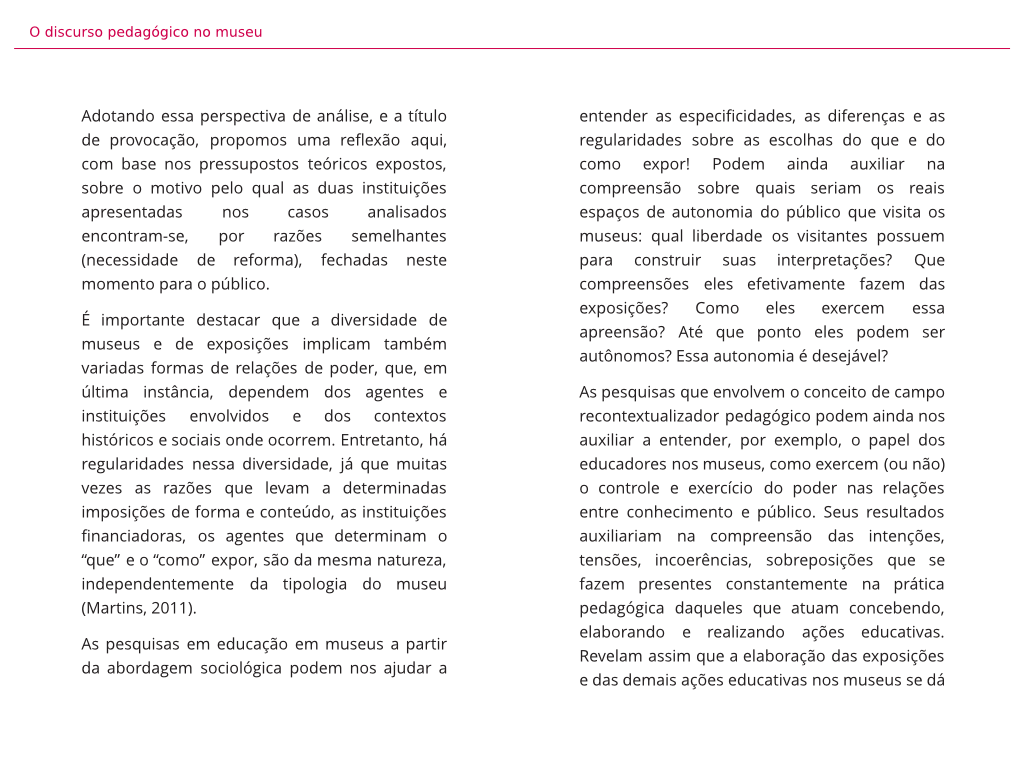 O discurso pedagógico no museu
Adotando essa perspectiva de análise, e a título
de provocação, propomos uma reflexão aqui,
com base nos pressupostos teóricos expostos,
sobre o motivo pelo qual as duas instituições
apresentadas nos casos analisados
encontram-se, por razões semelhantes
(necessidade de reforma), fechadas neste
momento para o público.
É importante destacar que a diversidade de
museus e de exposições implicam também
variadas formas de relações de poder, que, em
última instância, dependem dos agentes e
instituições envolvidos e dos contextos
históricos e sociais onde ocorrem. Entretanto, há
regularidades nessa diversidade, já que muitas
vezes as razões que levam a determinadas
imposições de forma e conteúdo, as instituições
financiadoras, os agentes que determinam o
“que” e o “como” expor, são da mesma natureza,
independentemente da tipologia do museu
(Martins, 2011).
As pesquisas em educação em museus a partir
da abordagem sociológica podem nos ajudar a
entender as especificidades, as diferenças e as
regularidades sobre as escolhas do que e do
como expor! Podem ainda auxiliar na
compreensão sobre quais seriam os reais
espaços de autonomia do público que visita os
museus: qual liberdade os visitantes possuem
para construir suas interpretações? Que
compreensões eles efetivamente fazem das
exposições? Como eles exercem essa
apreensão? Até que ponto eles podem ser
autônomos? Essa autonomia é desejável?
As pesquisas que envolvem o conceito de campo
recontextualizador pedagógico podem ainda nos
auxiliar a entender, por exemplo, o papel dos
educadores nos museus, como exercem (ou não)
o controle e exercício do poder nas relações
entre conhecimento e público. Seus resultados
auxiliariam na compreensão das intenções,
tensões, incoerências, sobreposições que se
fazem presentes constantemente na prática
pedagógica daqueles que atuam concebendo,
elaborando e realizando ações educativas.
Revelam assim que a elaboração das exposições
e das demais ações educativas nos museus se dá